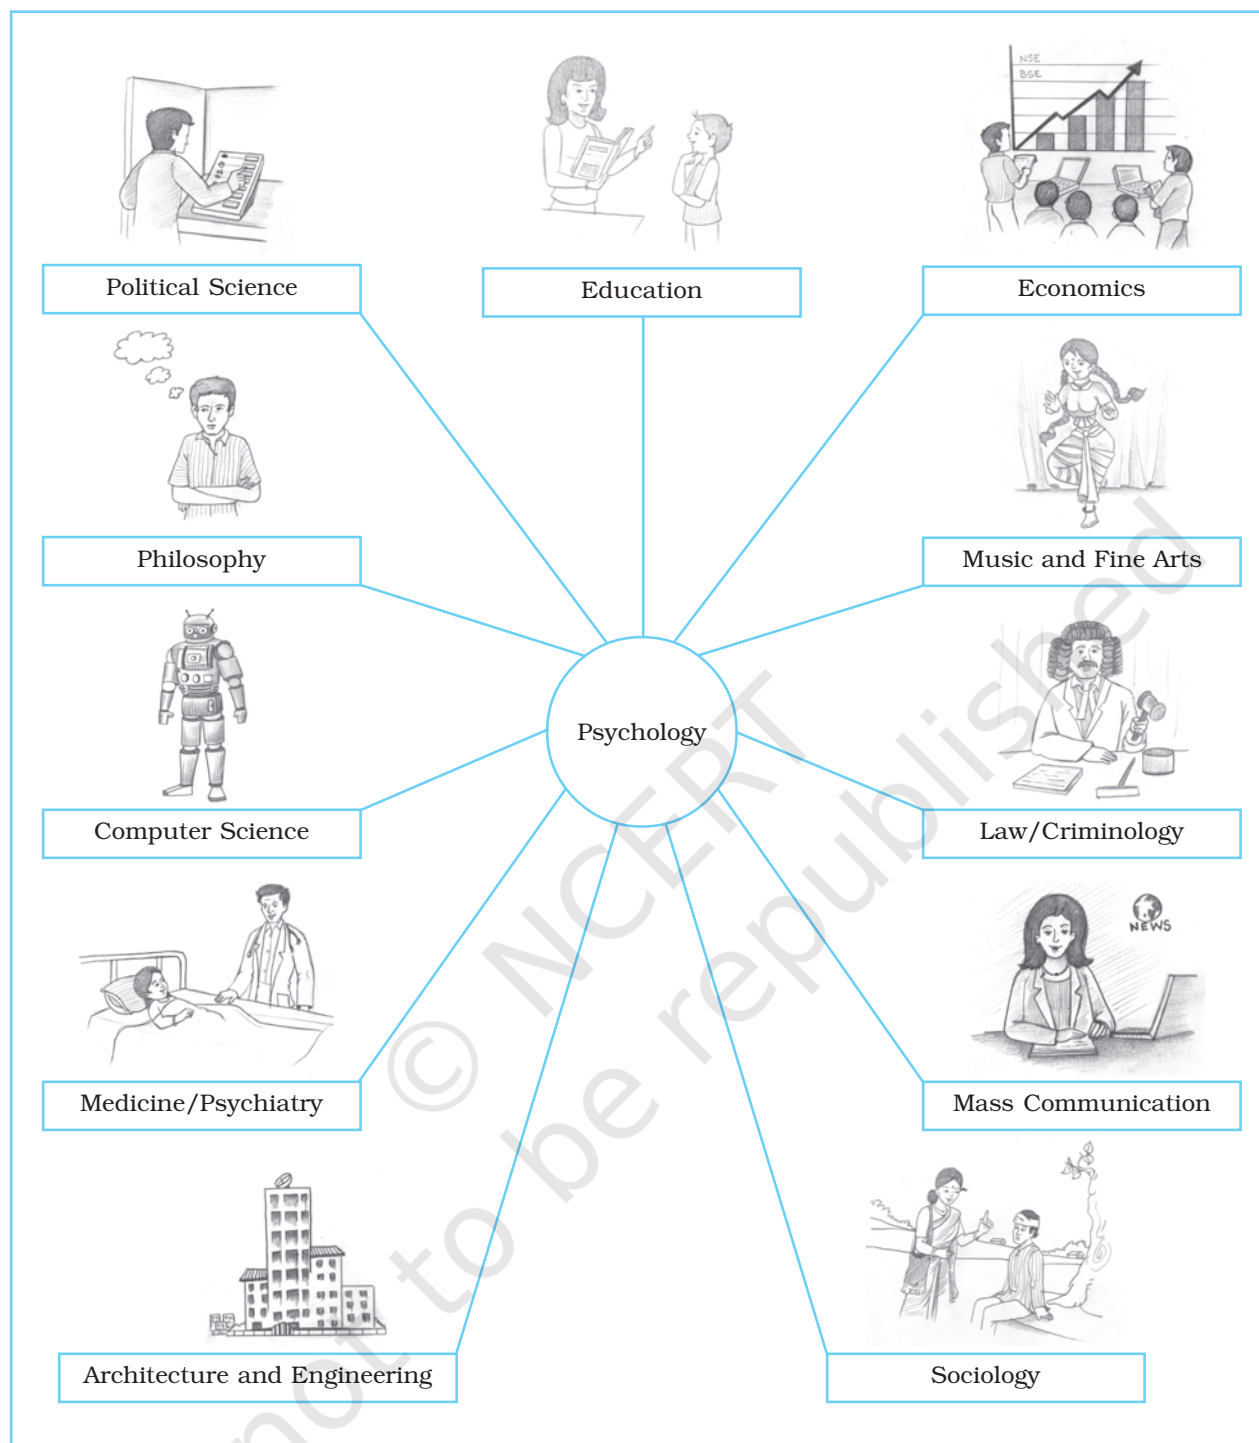 NSE
BSE
Political Science
Education
Economics
Philosophy
Music and Fine Arts
Psychology
Computer Science
Law/Criminology
NEWS
Medicine/Psychiatry
Mass Communication
Architecture and Engineering
Sociology
© NCERT
not to be republished